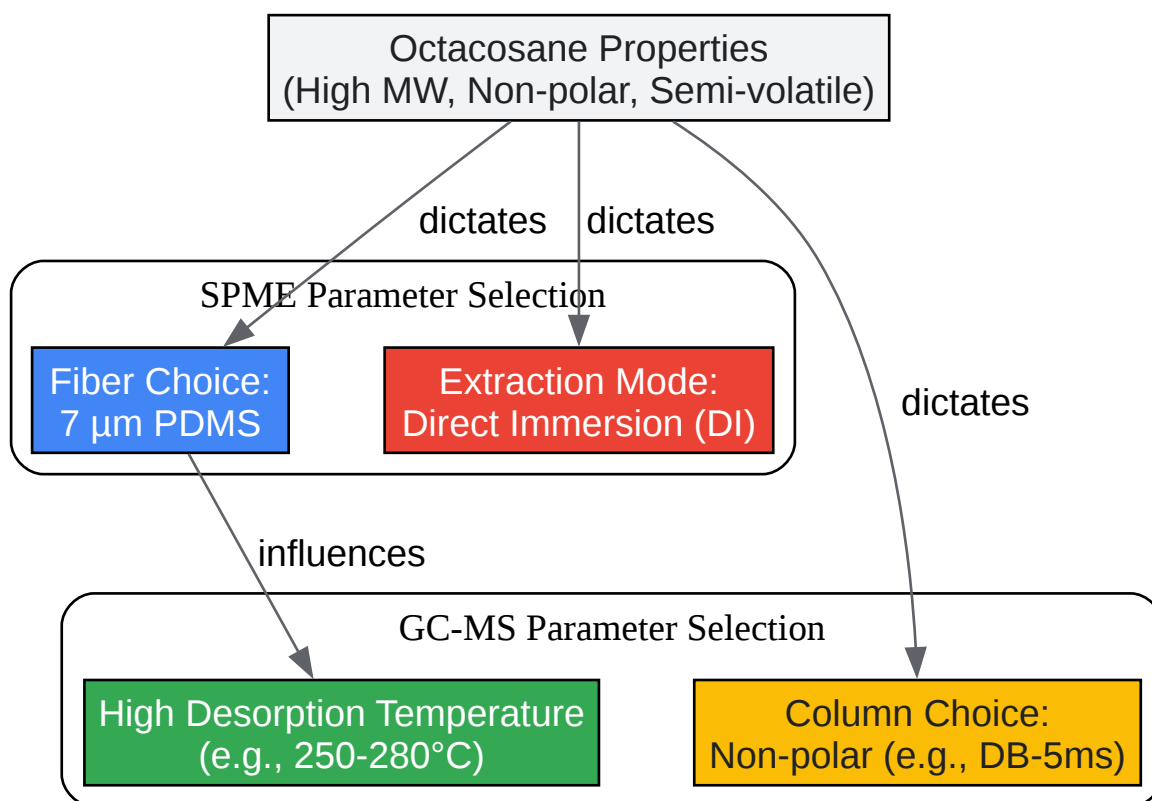 Octacosane Properties
(High MW, Non-polar, Semi-volatile)
dictates
dictates
SPME Parameter Selection
Fiber Choice:
7 µm PDMS
Extraction Mode:
Direct Immersion (DI)
dictates
influences
GC-MS Parameter Selection
High Desorption Temperature
(e.g., 250-280°C)
Column Choice:
Non-polar (e.g., DB-5ms)